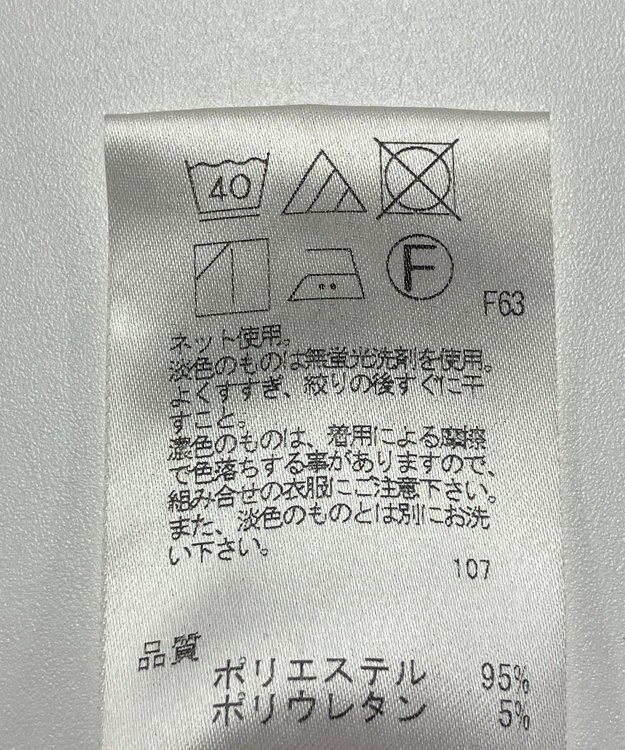 40
F
F63
ネット使用。
淡色のものは無蛍光洗剤を使用。
よくすすぎ、絞りの後すぐに干
すこと。
濃色のものは、着用による摩擦
で色落ちする事がありますので、
組み合せの衣服にご注意下さい。
また、淡色のものとは別にお洗
い下さい。
107
品質
ポリエステル 95%
ポリウレタン 5%